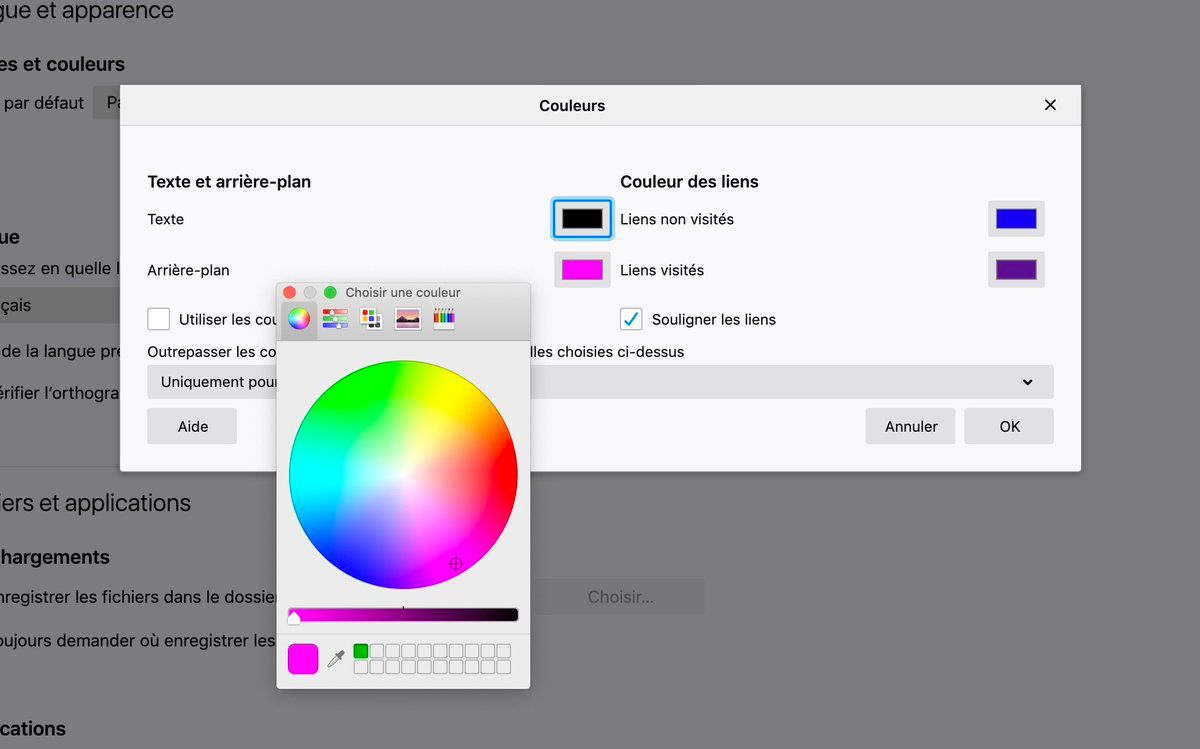 gue et apparence
es et couleurs
par défaut
Pa
Couleurs
Texte et arrière-plan
Couleur des liens
Texte
Liens non visités
Arrière-plan
Liens visités
ue
ssez en quelle l
çais
de la langue pré
érifier l'orthogra
Choisir une couleur
Utiliser les cou
Souligner les liens
Outrepasser les co
lles choisies ci-dessus
Uniquement pour
Aide
Annuler
OK
iers et applications
hargements
nregistrer les fichiers dans le dossier
Choisir...
oujours demander où enregistrer les
cations